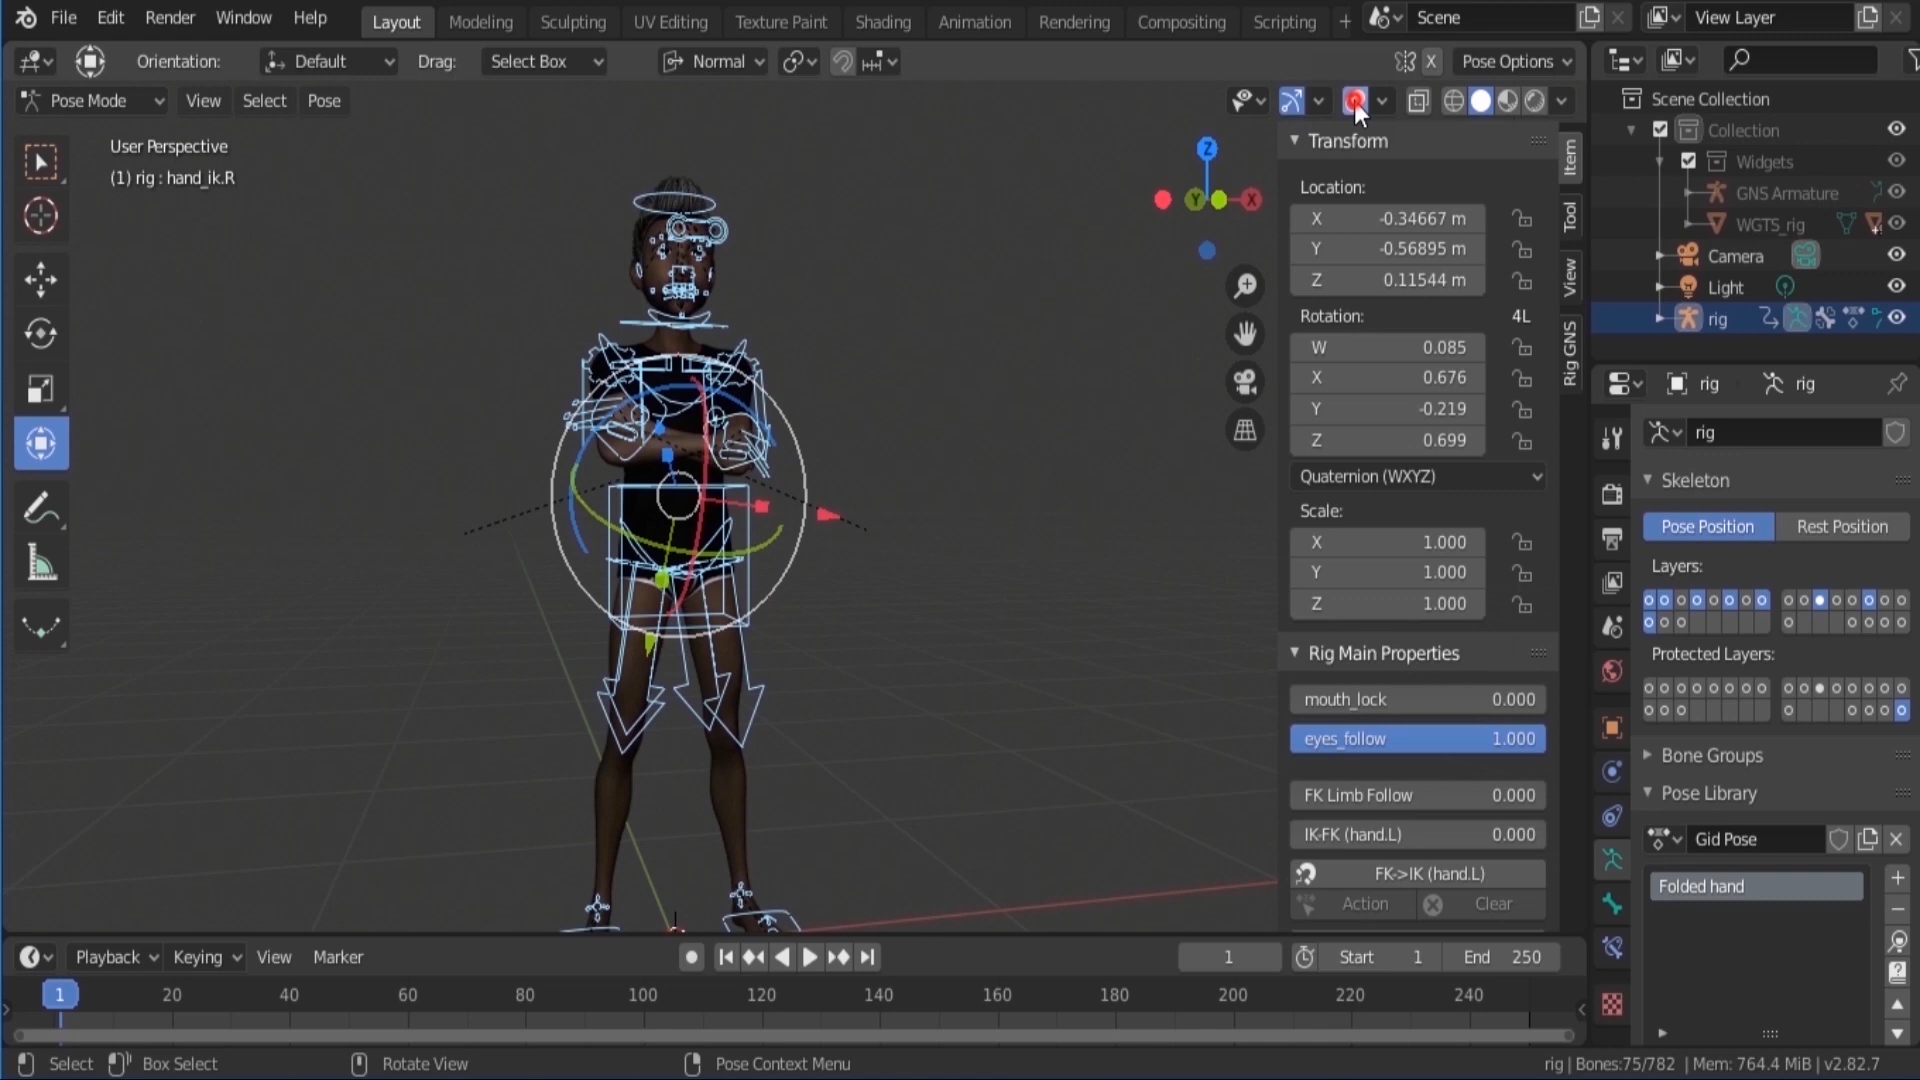 File Edit Render Window Help
Layout Modeling Sculpting UV Editing Texture Paint Shading Animation Rendering Compositing Scripting +
Scene
View Layer
Orientation: Default Drag: Select Box Normal X Pose Options
Pose Mode View Select Pose
User Perspective
(1) rig : hand_ik.R
Z
Y
X
Transform
Location:
X -0.34667 m
Y -0.56895 m
Z 0.11544 m
Rotation: 4L
W 0.085
X 0.676
Y -0.219
Z 0.699
Quaternion (WXYZ)
Scale:
X 1.000
Y 1.000
Z 1.000
Rig Main Properties
mouth_lock 0.000
eyes_follow 1.000
FK Limb Follow 0.000
IK-FK (hand.L) 0.000
FK->IK (hand.L)
Action Clear
Item
Tool
View
Rig GNS
Scene Collection
Collection
Widgets
GNS Armature
WGTS_rig
Camera
Light
rig
rig rig
rig
Skeleton
Pose Position Rest Position
Layers:
Protected Layers:
Bone Groups
Pose Library
Gid Pose
Folded hand
Playback Keying View Marker
1 Start 1 End 250
1 20 40 60 80 100 120 140 160 180 200 220 240
Select Box Select Rotate View Pose Context Menu
rig | Bones:75/782 | Mem: 764.4 MiB | v2.82.7